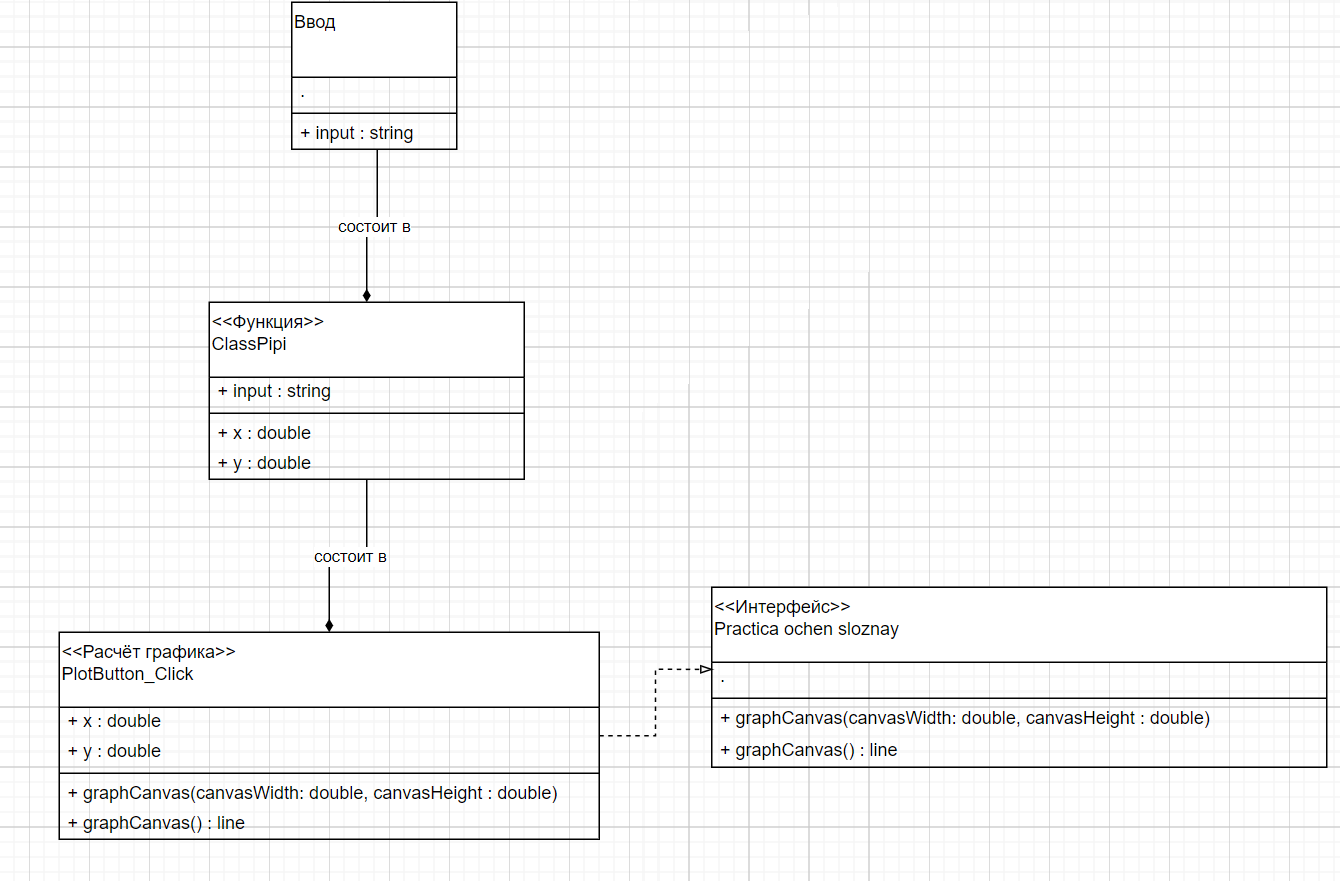 Ввод
.
+ input : string
состоит в
<<Функция>>
ClassPipi
+ input : string
+ x : double
+ y : double
состоит в
<<Расчёт графика>>
PlotButton_Click
+ x : double
+ y : double
+ graphCanvas(canvasWidth: double, canvasHeight : double)
+ graphCanvas() : line
<<Интерфейс>>
Practica ochen sloznay
.
+ graphCanvas(canvasWidth: double, canvasHeight : double)
+ graphCanvas() : line